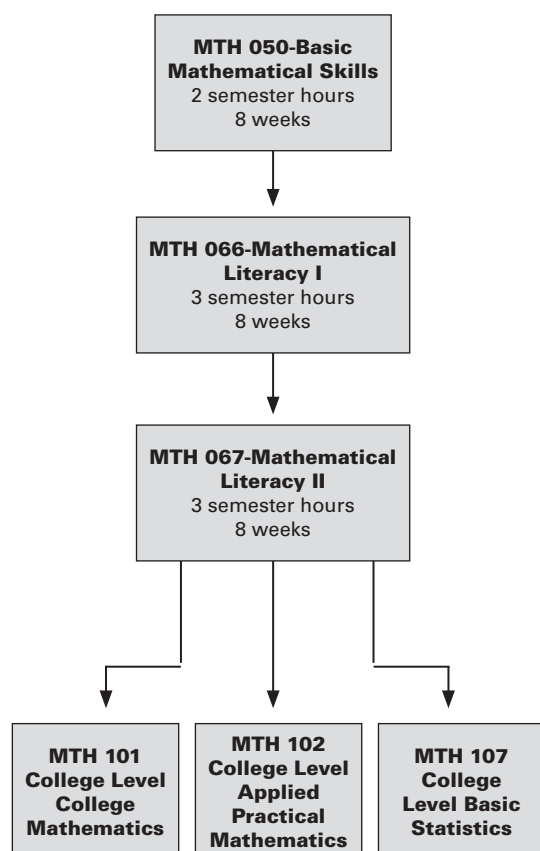 MTH 050-Basic
Mathematical Skills
2 semester hours
8 weeks
MTH 066-Mathematical
Literacy I
3 semester hours
8 weeks
MTH 067-Mathematical
Literacy II
3 semester hours
8 weeks
MTH 101
College Level
College
Mathematics
MTH 102
College Level
Applied
Practical
Mathematics
MTH 107
College
Level Basic
Statistics